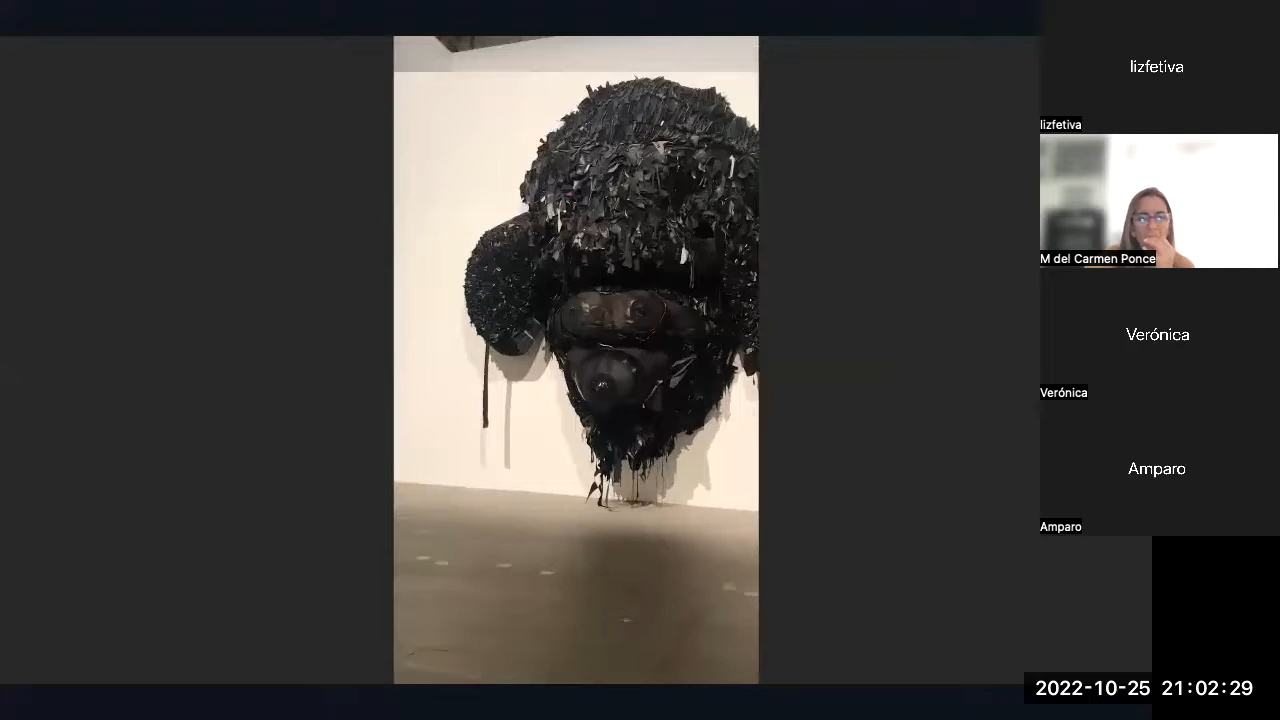 lizfetiva
lizfetiva
M del Carmen Ponce
Verónica
Verónica
Amparo
Amparo
2022-10-25 21:02:29